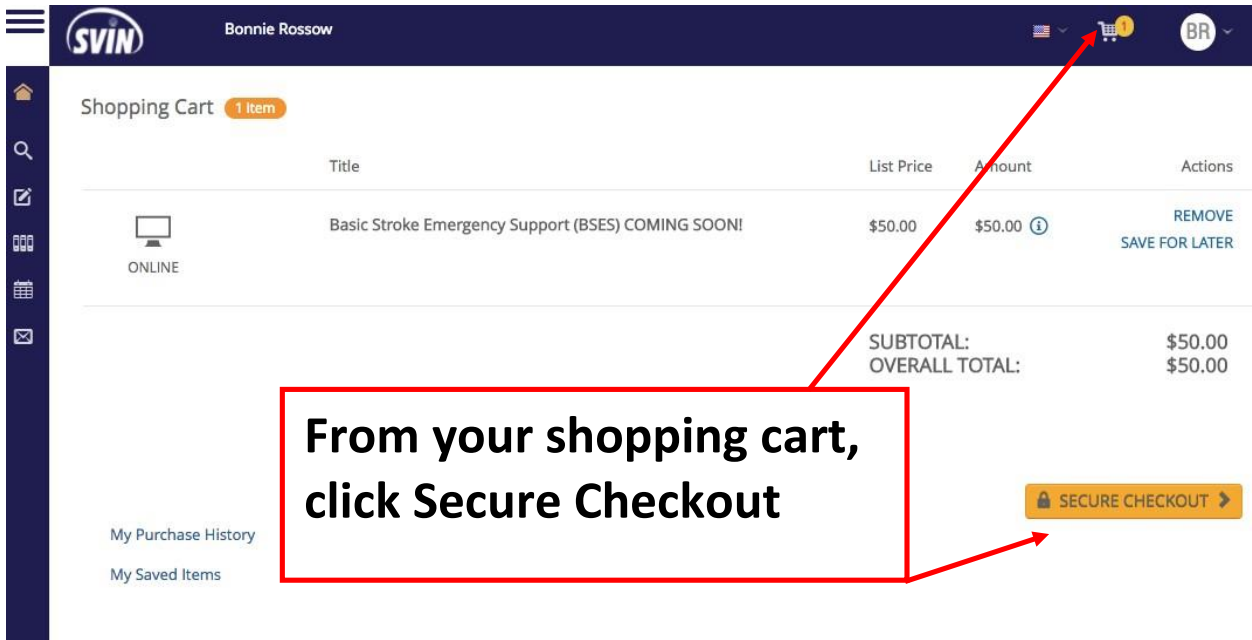 SVIN
Bonnie Rossow
1
BR
Shopping Cart 1 Item
Title List Price Amount Actions
Basic Stroke Emergency Support (BSES) COMING SOON! $50.00 $50.00 i REMOVE
SAVE FOR LATER
ONLINE
SUBTOTAL: $50.00
OVERALL TOTAL: $50.00
From your shopping cart,
click Secure Checkout
SECURE CHECKOUT
My Purchase History
My Saved Items